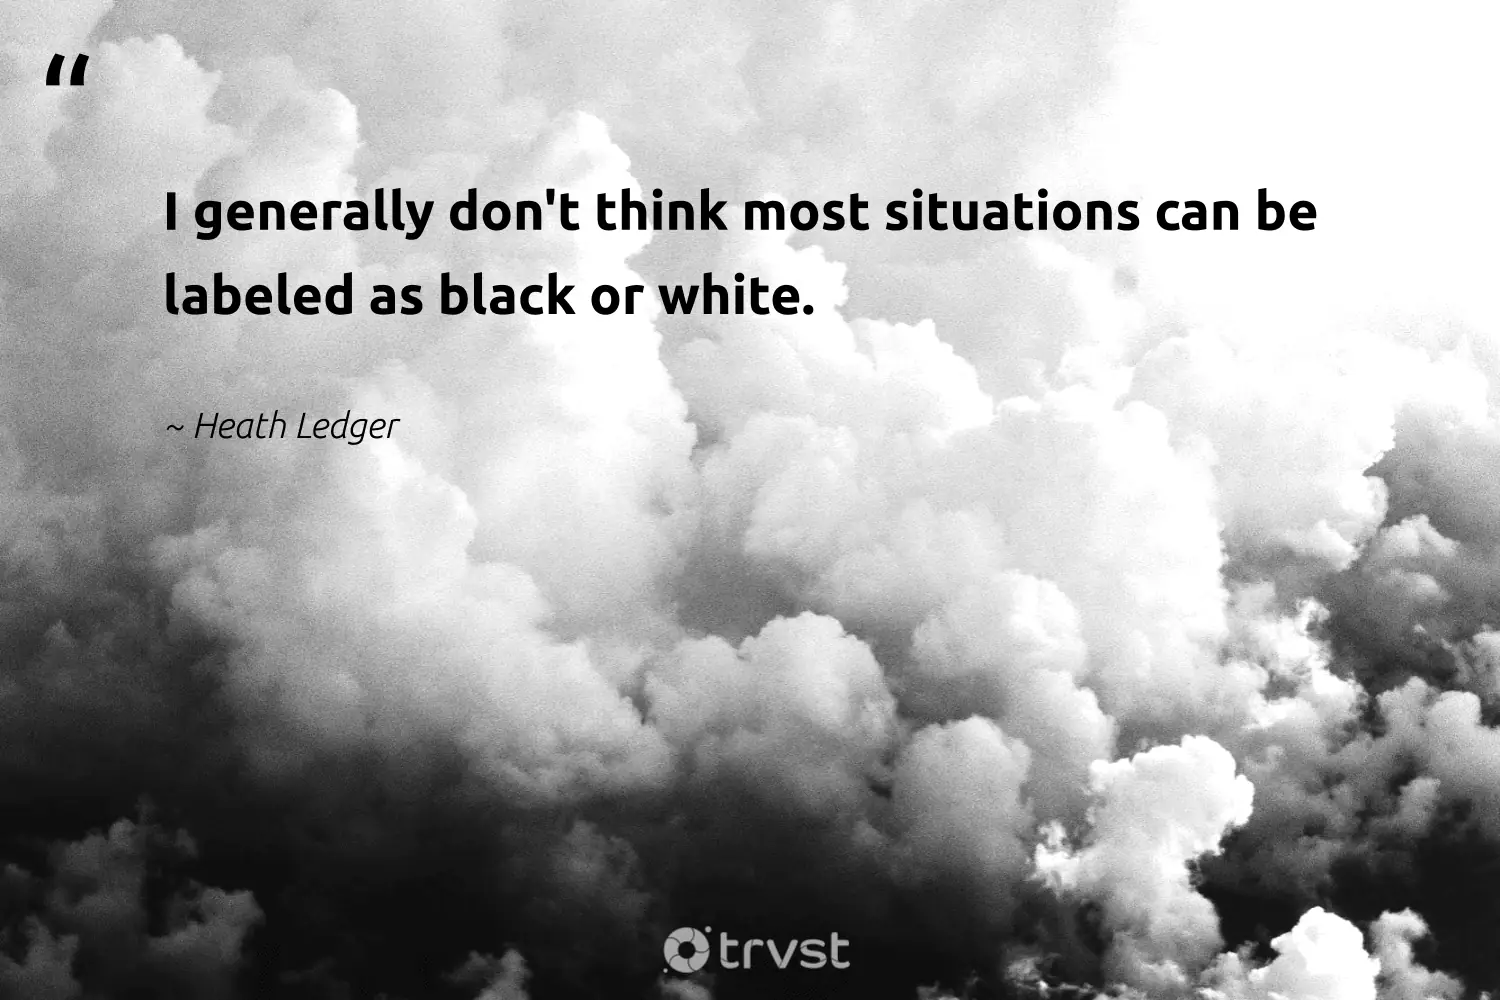 “
I generally don't think most situations can be
labeled as black or white.
~ Heath Ledger
trvst